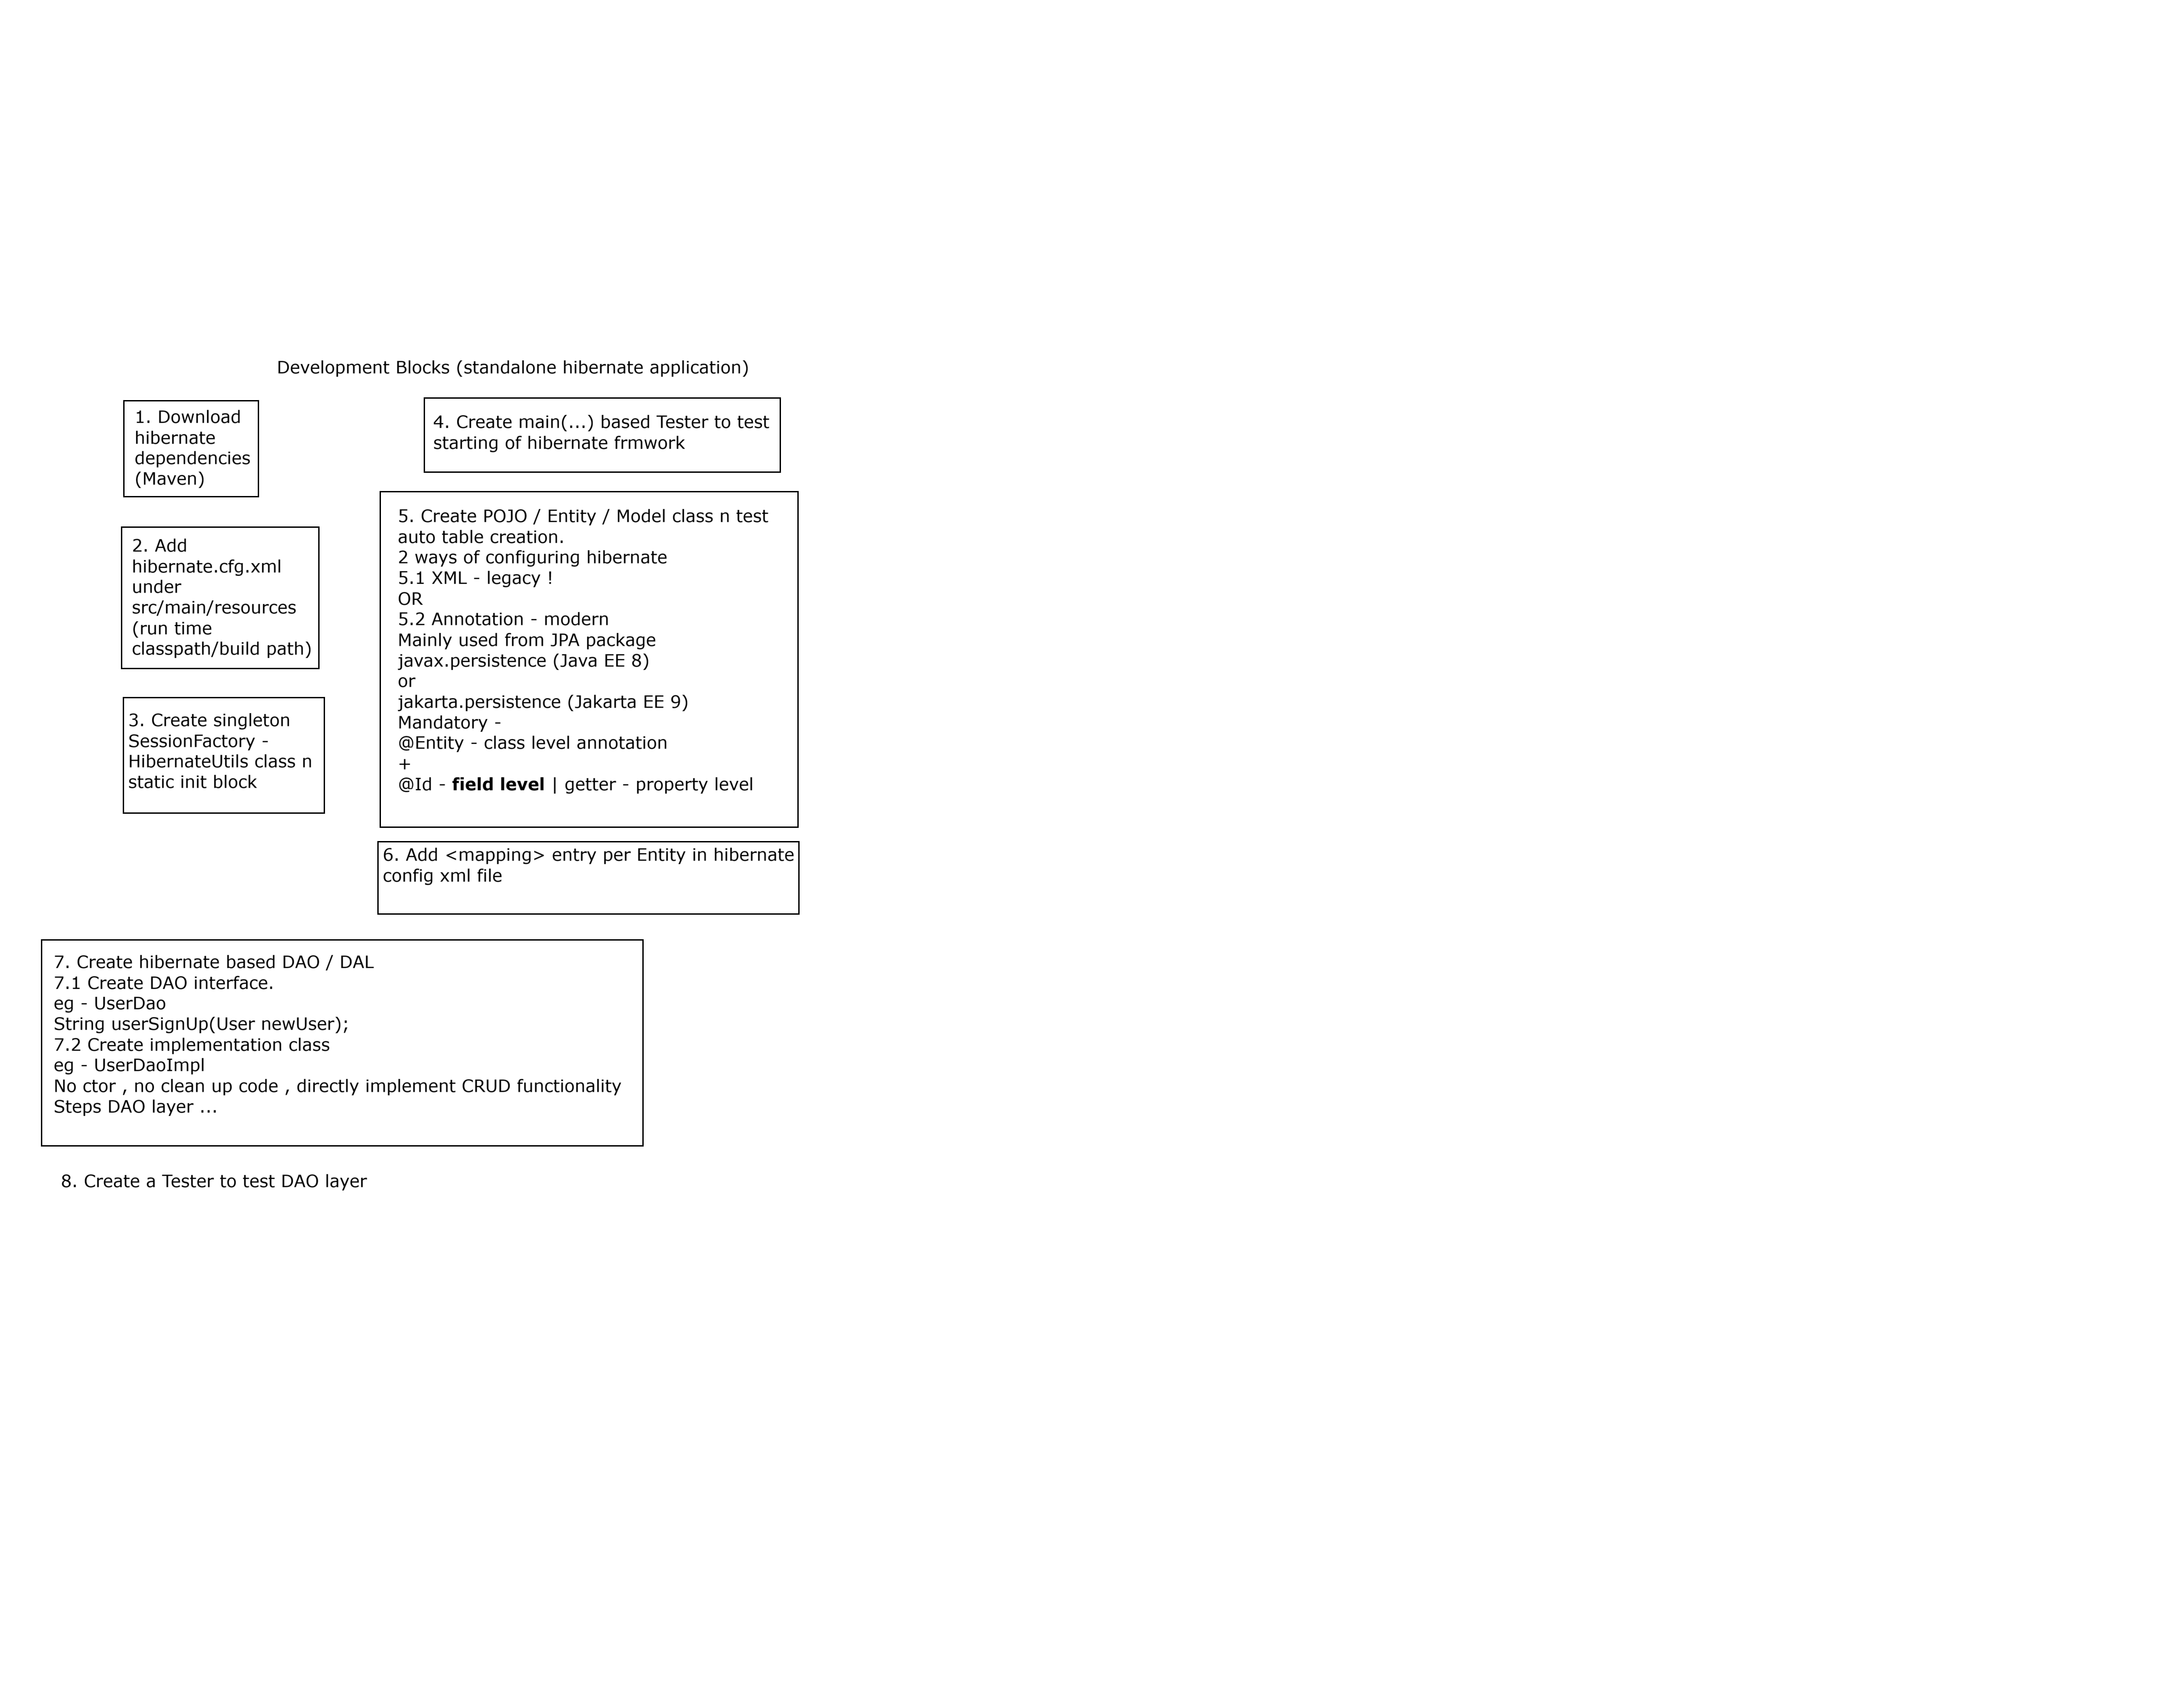 Development Blocks (standalone hibernate application)
1. Download
hibernate
dependencies
(Maven)
2. Add
hibernate.cfg.xml
under
src/main/resources
(run time
classpath/build path)
3. Create singleton
SessionFactory -
HibernateUtils class n
static init block
4. Create main(...) based Tester to test
starting of hibernate frmwork
5. Create POJO / Entity / Model class n test
auto table creation.
2 ways of configuring hibernate
5.1 XML - legacy !
OR
5.2 Annotation - modern
Mainly used from JPA package
javax.persistence (Java EE 8)
or
jakarta.persistence (Jakarta EE 9)
Mandatory -
@Entity - class level annotation
+
@Id - field level | getter - property level
6. Add <mapping> entry per Entity in hibernate
config xml file
7. Create hibernate based DAO / DAL
7.1 Create DAO interface.
eg - UserDao
String userSignUp(User newUser);
7.2 Create implementation class
eg - UserDaoImpl
No ctor , no clean up code , directly implement CRUD functionality
Steps DAO layer ...
8. Create a Tester to test DAO layer